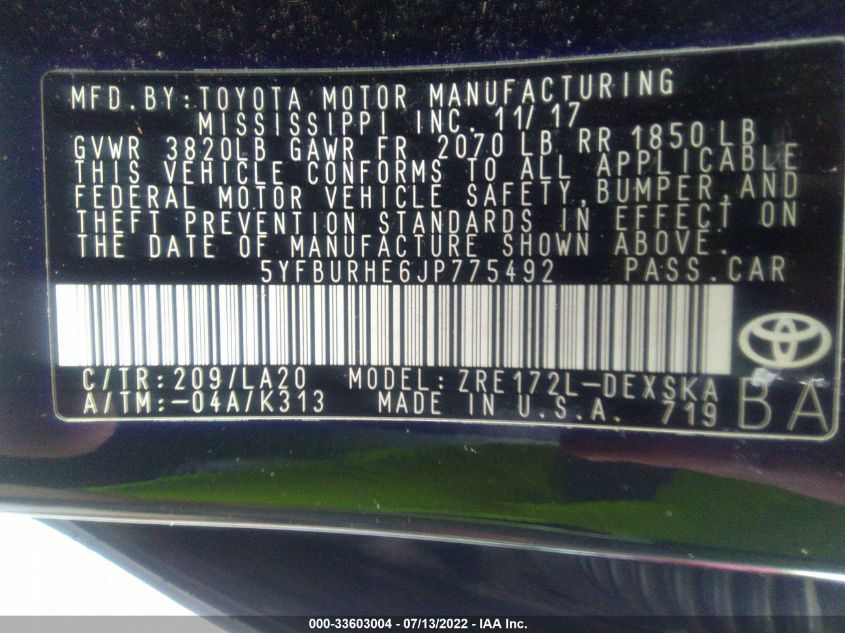 MFD.BY:TOYOTA MOTOR MANUFACTURING
MISSISSIPPI INC. 11/17
GVWR 3820LB GAWR FR 2070 LB RR 1850LB
THIS VEHICLE CONFORMS TO ALL APPLICABLE
FEDERAL MOTOR VEHICLE SAFETY,BUMPER,AND
THEFT PREVENTION STANDARDS IN EFFECT ON
THE DATE OF MANUFACTURE SHOWN ABOVE.
5YFBURHE6JP775492 PASS.CAR
C/TR:209/LA20 MODEL:ZRE172L-DEXSKA
A/TM:-04A/K313 MADE IN U.S.A. 719 BA
000-33603004 - 07/13/2022 - IAA Inc.